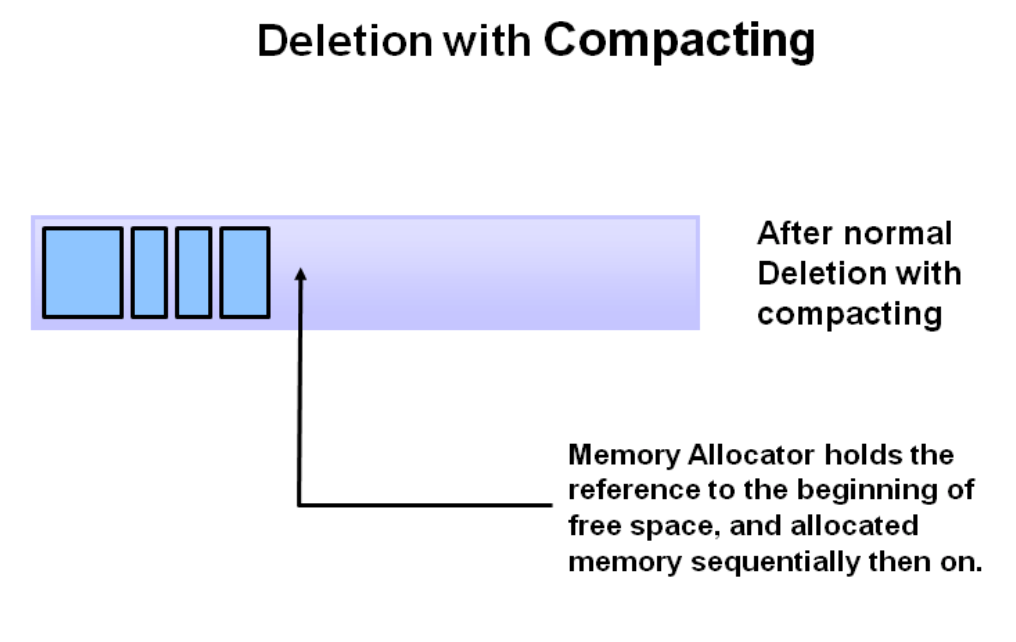 Deletion with Compacting
After normal
Deletion with
compacting
Memory Allocator holds the
reference to the beginning of
free space, and allocated
memory sequentially then on.